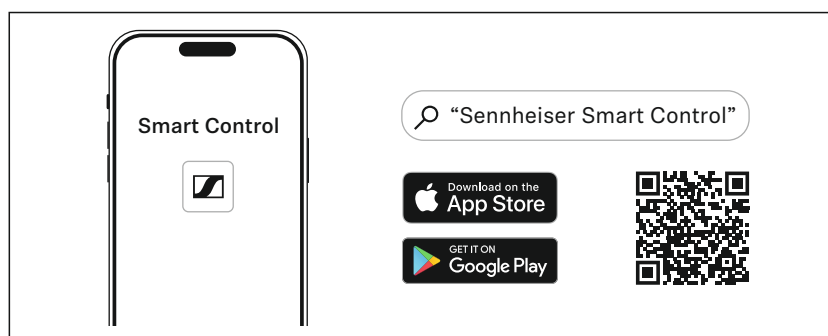 Smart Control
“Sennheiser Smart Control”
Download on the
App Store
GET IT ON
Google Play